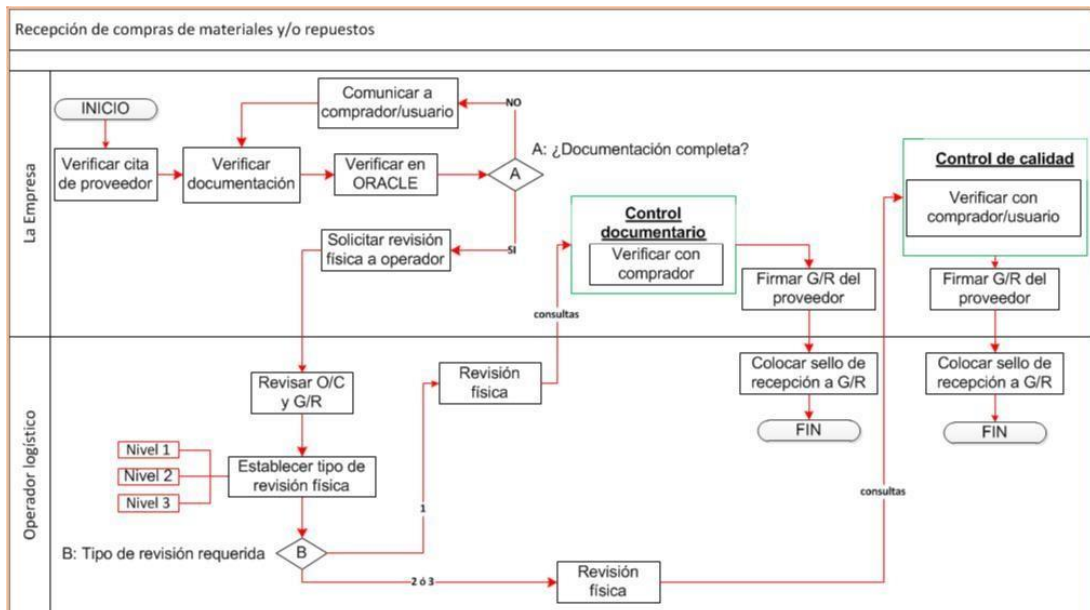 Recepción de compras de materiales y/o repuestos
La Empresa
INICIO
Verificar cita
de proveedor
Verificar
documentación
Comunicar a
comprador/usuario
Verificar en
ORACLE
NO
A
A: ¿Documentación completa?
SI
Solicitar revisión
física a operador
Control
documentario
Verificar con
comprador
consultas
Firmar G/R del
proveedor
Control de calidad
Verificar con
comprador/usuario
Firmar G/R del
proveedor
Operador logístico
Revisar O/C
y G/R
Nivel 1
Nivel 2
Nivel 3
Establecer tipo de
revisión física
B: Tipo de revisión requerida
B
1
Revisión
física
2 ó 3
Revisión
física
consultas
Colocar sello de
recepción a G/R
FIN
Colocar sello de
recepción a G/R
FIN